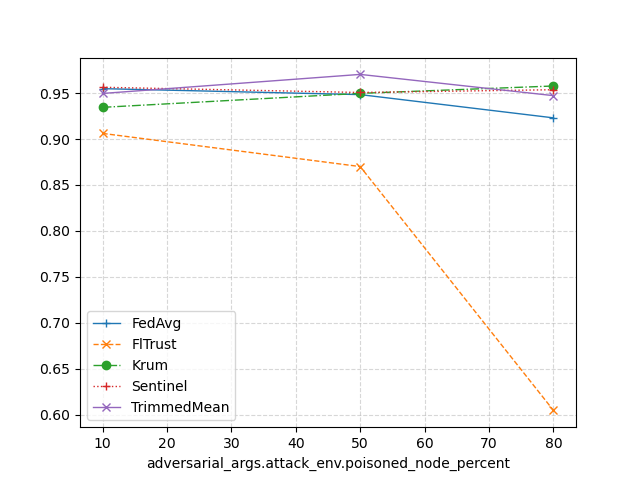 0.95
0.90
0.85
0.80
0.75
0.70
0.65
0.60
FedAvg
FlTrust
Krum
Sentinel
TrimmedMean
10 20 30 40 50 60 70 80
adversarial_args.attack_env.poisoned_node_percent